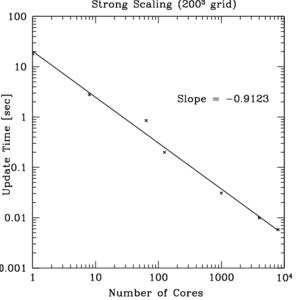 Strong Scaling (200³ grid)
100
10
Slope = −0.9123
1
Update Time [sec]
0.1
0.01
0.001
1 10 100 1000 10⁴
Number of Cores